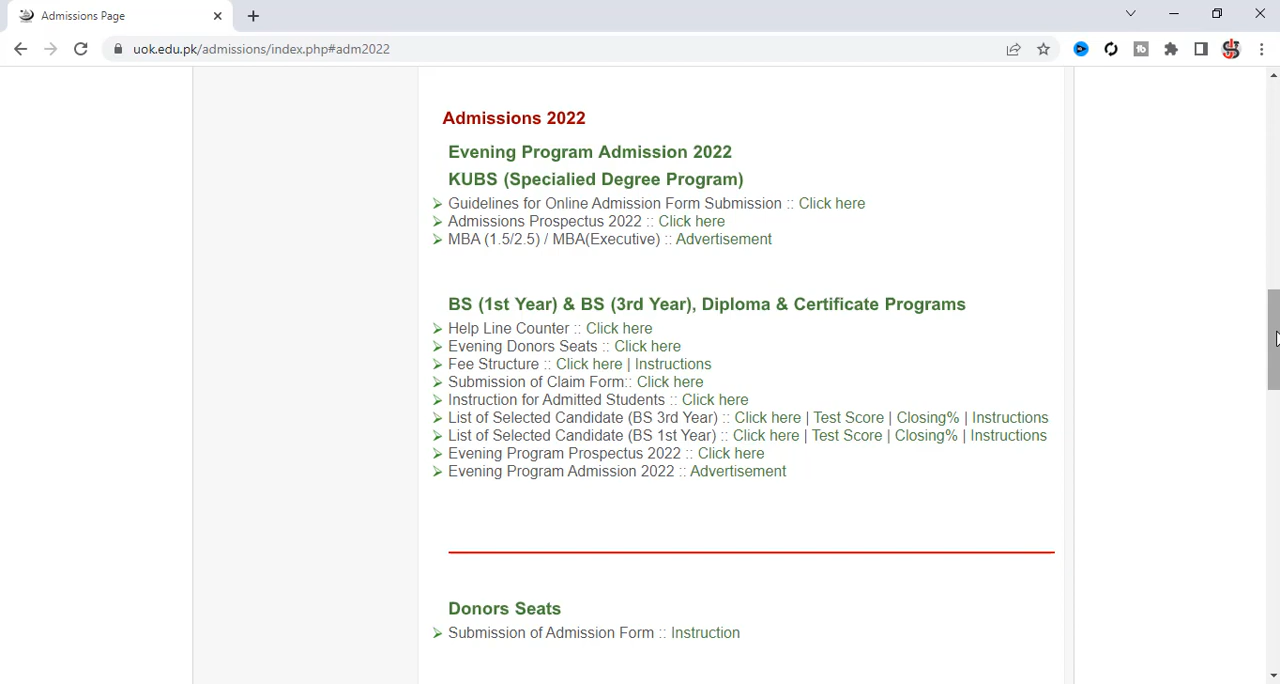 Admissions Page
uok.edu.pk/admissions/index.php#adm2022
Admissions 2022
Evening Program Admission 2022
KUBS (Specialied Degree Program)
Guidelines for Online Admission Form Submission :: Click here
Admissions Prospectus 2022 :: Click here
MBA (1.5/2.5) / MBA(Executive) :: Advertisement
BS (1st Year) & BS (3rd Year), Diploma & Certificate Programs
Help Line Counter :: Click here
Evening Donors Seats :: Click here
Fee Structure :: Click here | Instructions
Submission of Claim Form:: Click here
Instruction for Admitted Students :: Click here
List of Selected Candidate (BS 3rd Year) :: Click here | Test Score | Closing% | Instructions
List of Selected Candidate (BS 1st Year) :: Click here | Test Score | Closing% | Instructions
Evening Program Prospectus 2022 :: Click here
Evening Program Admission 2022 :: Advertisement
Donors Seats
Submission of Admission Form :: Instruction